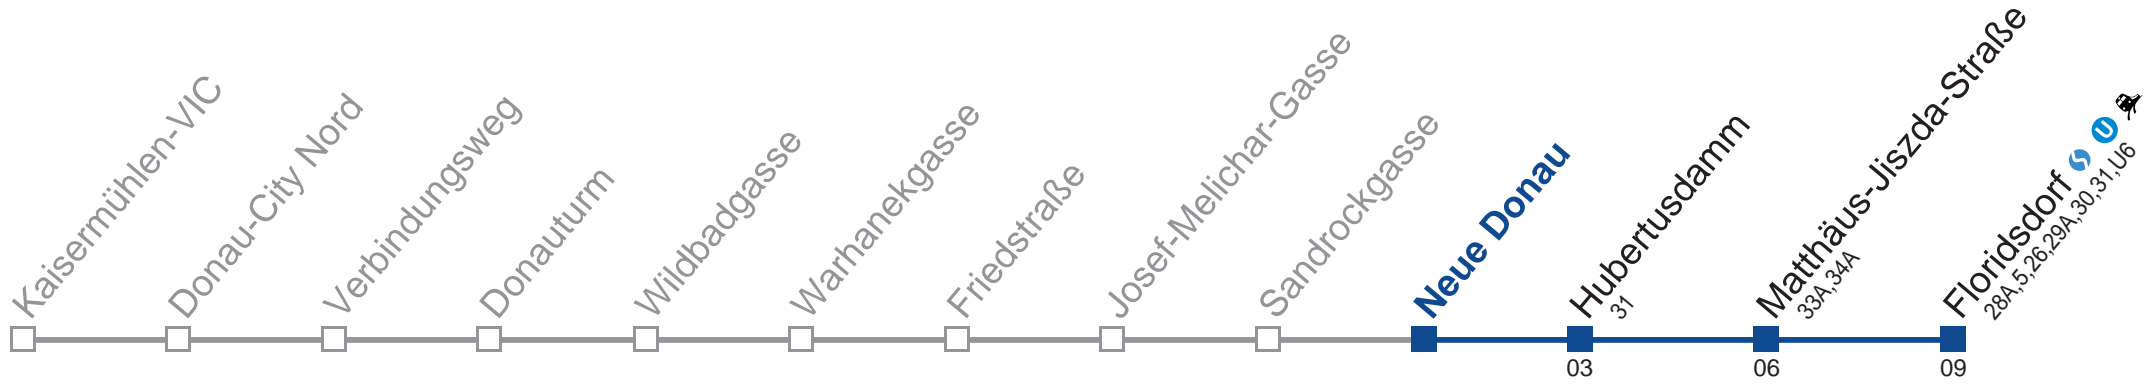 Kaisermühlen-VIC
Donau-City Nord
Verbindungsweg
Donauturm
Wildbadgasse
Warhanekgasse
Friedstraße
Josef-Melichar-Gasse
Sandrockgasse
Neue Donau
Hubertusdamm
31
Matthäus-Jiszda-Straße
33A,34A
Floridsdorf
U
28A,5,26,29A,30,31,U6
03
06
09